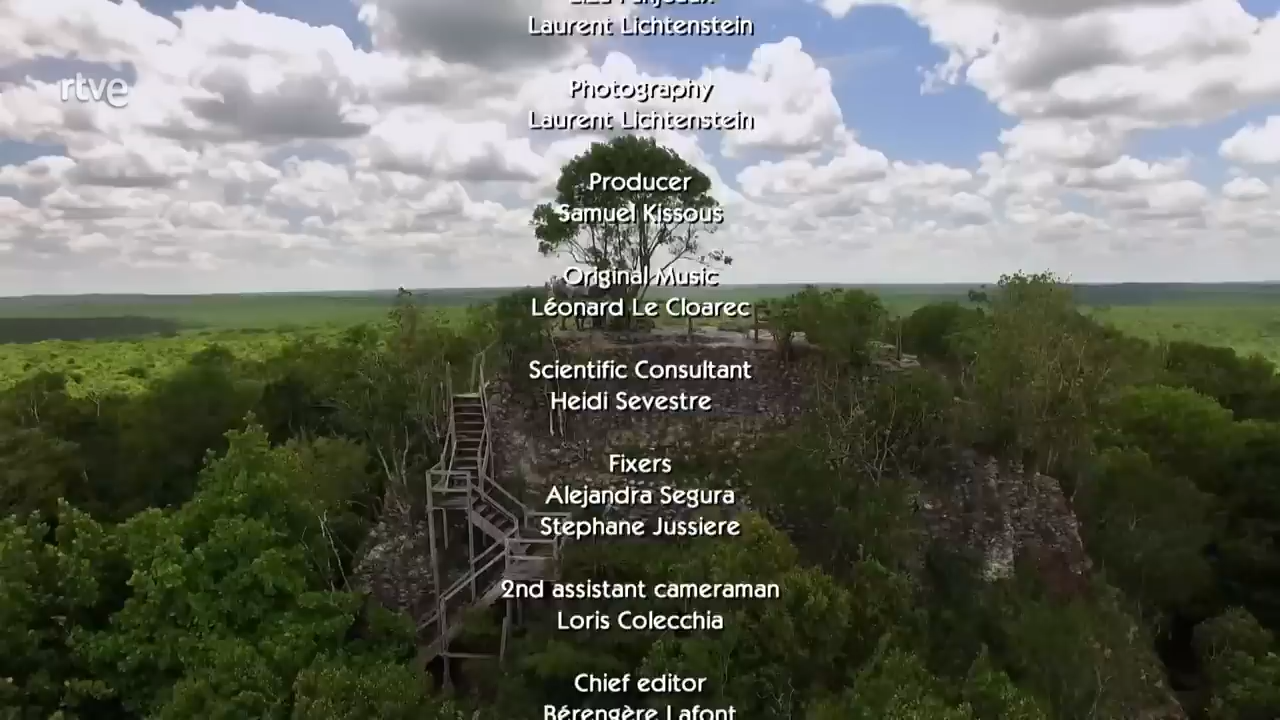 Laurent Lichtenstein
rtve
Photography
Laurent Lichtenstein
Producer
Samuel Kissous
Original Music
Léonard Le Cloarec
Scientific Consultant
Heidi Sevestre
Fixers
Alejandra Segura
Stephane Jussiere
2nd assistant cameraman
Loris Colecchia
Chief editor
Bérengère Lafont